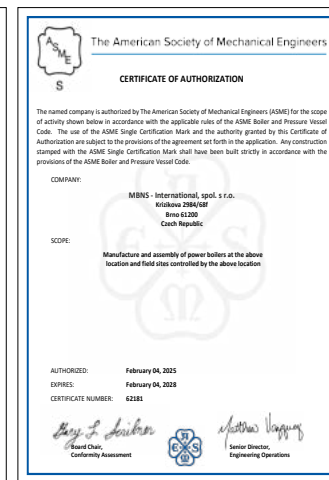 A
S M
E
S
The American Society of Mechanical Engineers
CERTIFICATE OF AUTHORIZATION
The named company is authorized by The American Society of Mechanical Engineers (ASME) for the scope
of activity shown below in accordance with the applicable rules of the ASME Boiler and Pressure Vessel
Code. The use of the ASME Single Certification Mark and the authority granted by this Certificate of
Authorization are subject to the provisions of the agreement set forth in the application. Any construction
stamped with the ASME Single Certification Mark shall have been built strictly in accordance with the
provisions of the ASME Boiler and Pressure Vessel Code.
COMPANY:
MBNS - International, spol. s r.o.
Krizikova 2984/68f
Brno 61200
Czech Republic
SCOPE:
Manufacture and assembly of power boilers at the above
location and field sites controlled by the above location
AUTHORIZED: February 04, 2025
EXPIRES: February 04, 2028
CERTIFICATE NUMBER: 62181
Board Chair,
Conformity Assessment
Senior Director,
Engineering Operations